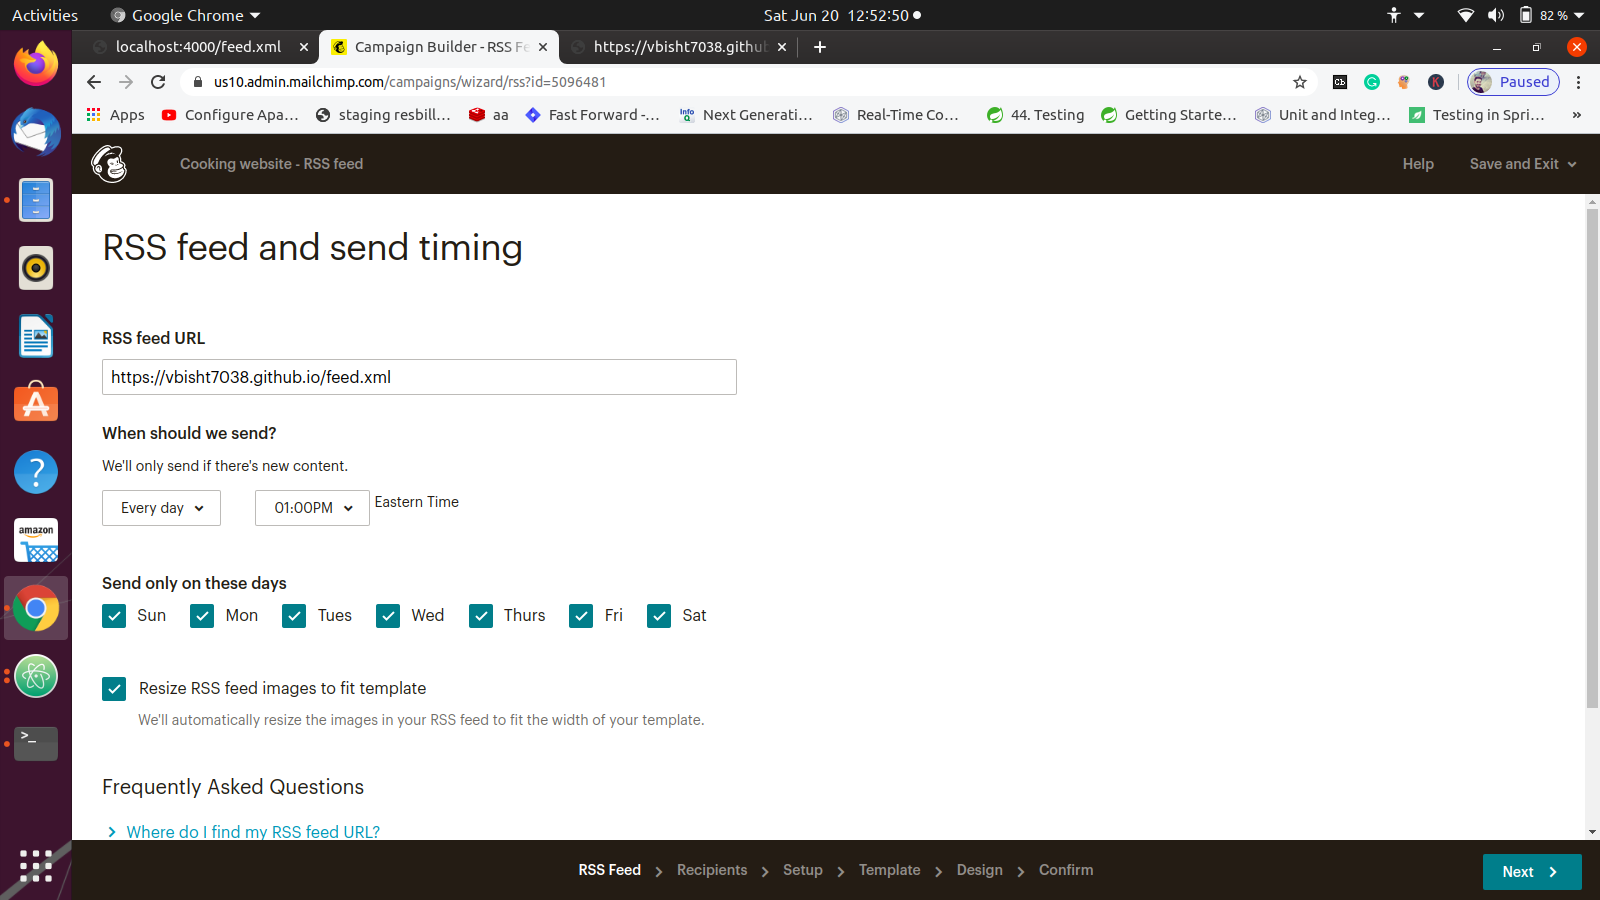 Activities Google Chrome Sat Jun 20 12:52:50 82 %
localhost:4000/feed.xml Campaign Builder - RSS Fe https://vbisht7038.github
us10.admin.mailchimp.com/campaigns/wizard/rss?id=5096481 Paused
Apps Configure Apa... staging resbill... aa Fast Forward -... Next Generati... Real-Time Co... 44. Testing Getting Starte... Unit and Integ... Testing in Spri... »
Cooking website - RSS feed Help Save and Exit
RSS feed and send timing
RSS feed URL
https://vbisht7038.github.io/feed.xml
When should we send?
We'll only send if there's new content.
Every day 01:00PM Eastern Time
Send only on these days
Sun Mon Tues Wed Thurs Fri Sat
Resize RSS feed images to fit template
We'll automatically resize the images in your RSS feed to fit the width of your template.
Frequently Asked Questions
Where do I find my RSS feed URL?
RSS Feed Recipients Setup Template Design Confirm Next
amazon